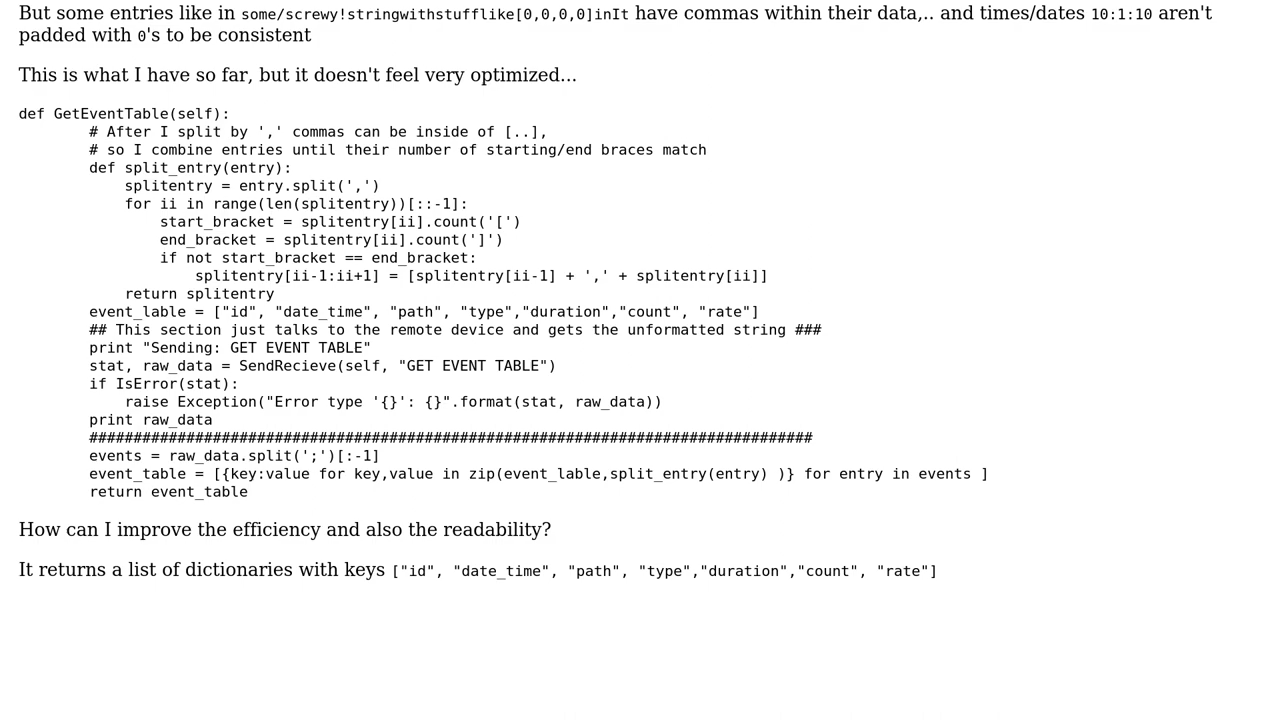 But some entries like in some/screwy!stringwithstufflike[0,0,0,0]inIt have commas within their data,.. and times/dates 10:1:10 aren't
padded with 0's to be consistent
This is what I have so far, but it doesn't feel very optimized...
def GetEventTable(self):
        # After I split by ',' commas can be inside of [..],
        # so I combine entries until their number of starting/end braces match
        def split_entry(entry):
            splitentry = entry.split(',')
            for ii in range(len(splitentry))[::-1]:
                start_bracket = splitentry[ii].count('[')
                end_bracket = splitentry[ii].count(']')
                if not start_bracket == end_bracket:
                    splitentry[ii-1:ii+1] = [splitentry[ii-1] + ',' + splitentry[ii]]
            return splitentry
        event_lable = ["id", "date_time", "path", "type","duration","count", "rate"]
        ## This section just talks to the remote device and gets the unformatted string ###
        print "Sending: GET EVENT TABLE"
        stat, raw_data = SendRecieve(self, "GET EVENT TABLE")
        if IsError(stat):
            raise Exception("Error type '{}': {}".format(stat, raw_data))
        print raw_data
        ##################################################################################
        events = raw_data.split(';')[:-1]
        event_table = [{key:value for key,value in zip(event_lable,split_entry(entry) )} for entry in events ]
        return event_table
How can I improve the efficiency and also the readability?
It returns a list of dictionaries with keys ["id", "date_time", "path", "type","duration","count", "rate"]